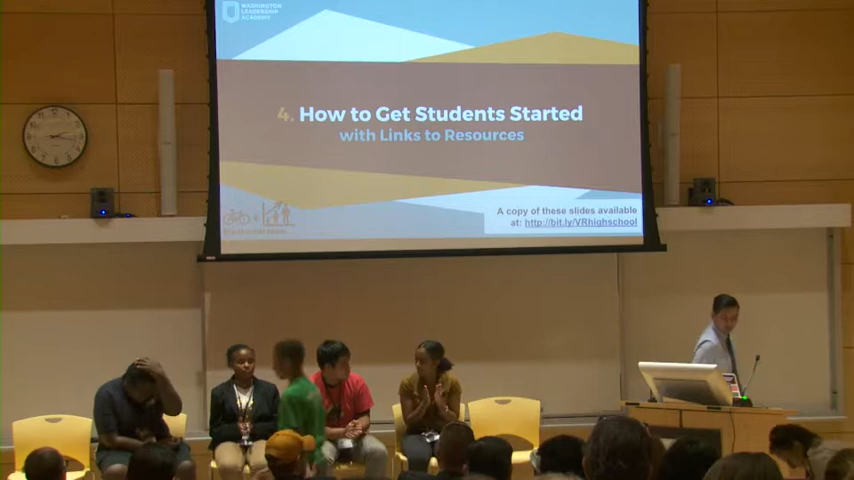 WASHINGTON
LEADERSHIP
ACADEMY
4. How to Get Students Started
with Links to Resources
A copy of these slides available
at: http://bit.ly/VRhighschool